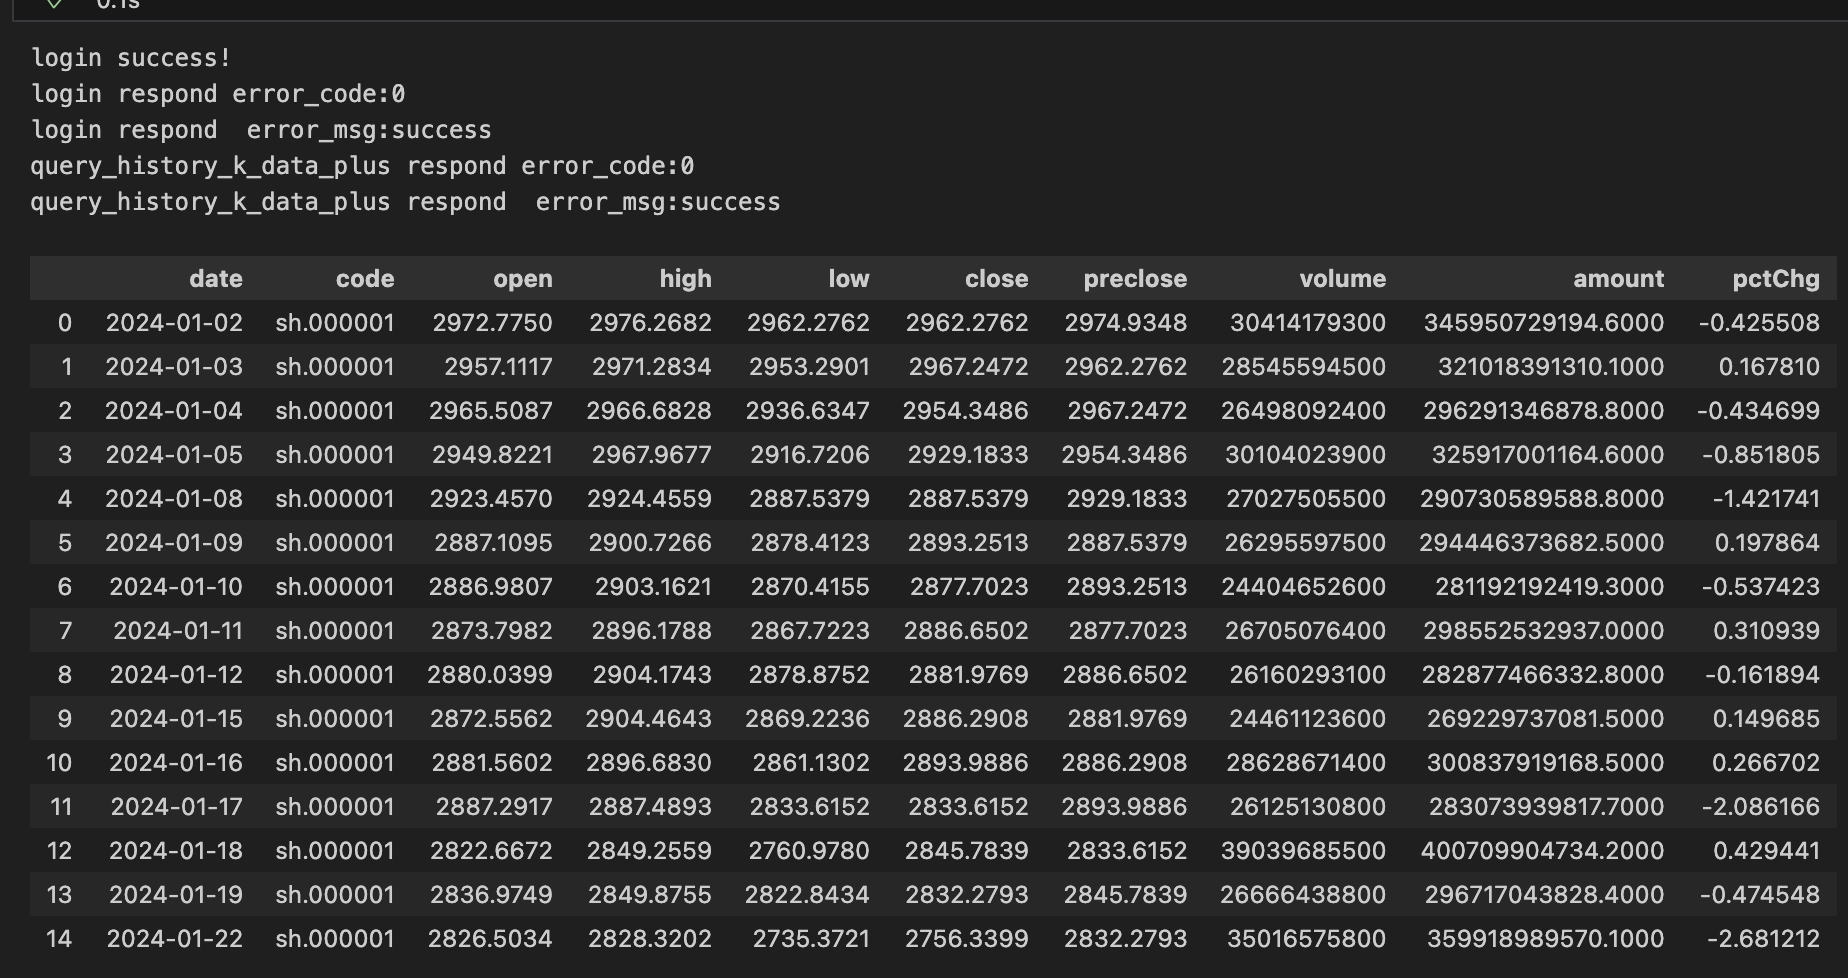 0.1s
login success!
login respond error_code:0
login respond  error_msg:success
query_history_k_data_plus respond error_code:0
query_history_k_data_plus respond  error_msg:success
date code open high low close preclose volume amount pctChg
0 2024-01-02 sh.000001 2972.7750 2976.2682 2962.2762 2962.2762 2974.9348 30414179300 345950729194.6000 -0.425508
1 2024-01-03 sh.000001 2957.1117 2971.2834 2953.2901 2967.2472 2962.2762 28545594500 321018391310.1000 0.167810
2 2024-01-04 sh.000001 2965.5087 2966.6828 2936.6347 2954.3486 2967.2472 26498092400 296291346878.8000 -0.434699
3 2024-01-05 sh.000001 2949.8221 2967.9677 2916.7206 2929.1833 2954.3486 30104023900 325917001164.6000 -0.851805
4 2024-01-08 sh.000001 2923.4570 2924.4559 2887.5379 2887.5379 2929.1833 27027505500 290730589588.8000 -1.421741
5 2024-01-09 sh.000001 2887.1095 2900.7266 2878.4123 2893.2513 2887.5379 26295597500 294446373682.5000 0.197864
6 2024-01-10 sh.000001 2886.9807 2903.1621 2870.4155 2877.7023 2893.2513 24404652600 281192192419.3000 -0.537423
7 2024-01-11 sh.000001 2873.7982 2896.1788 2867.7223 2886.6502 2877.7023 26705076400 298552532937.0000 0.310939
8 2024-01-12 sh.000001 2880.0399 2904.1743 2878.8752 2881.9769 2886.6502 26160293100 282877466332.8000 -0.161894
9 2024-01-15 sh.000001 2872.5562 2904.4643 2869.2236 2886.2908 2881.9769 24461123600 269229737081.5000 0.149685
10 2024-01-16 sh.000001 2881.5602 2896.6830 2861.1302 2893.9886 2886.2908 28628671400 300837919168.5000 0.266702
11 2024-01-17 sh.000001 2887.2917 2887.4893 2833.6152 2833.6152 2893.9886 26125130800 283073939817.7000 -2.086166
12 2024-01-18 sh.000001 2822.6672 2849.2559 2760.9780 2845.7839 2833.6152 39039685500 400709904734.2000 0.429441
13 2024-01-19 sh.000001 2836.9749 2849.8755 2822.8434 2832.2793 2845.7839 26666438800 296717043828.4000 -0.474548
14 2024-01-22 sh.000001 2826.5034 2828.3202 2735.3721 2756.3399 2832.2793 35016575800 359918989570.1000 -2.681212